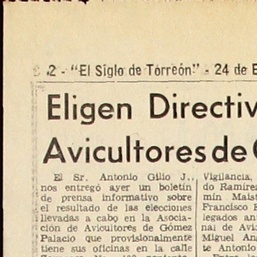 2 - "El Siglo de Torreón" - 24 de E
Eligen Directiv
Avicultores de G
El Sr. Antonio Gilio J.,
nos entregó ayer un boletín
de prensa informativo sobre
el resultado de las elecciones
llevadas a cabo en la Asocia-
ción de Avicultores de Gómez
Palacio que provisionalmente
tiene sus oficinas en la calle
Vigilancia,
do Ramíre
mín Malat
Francisco
legados ant
nal de Avi
Miguel An
te Antonio